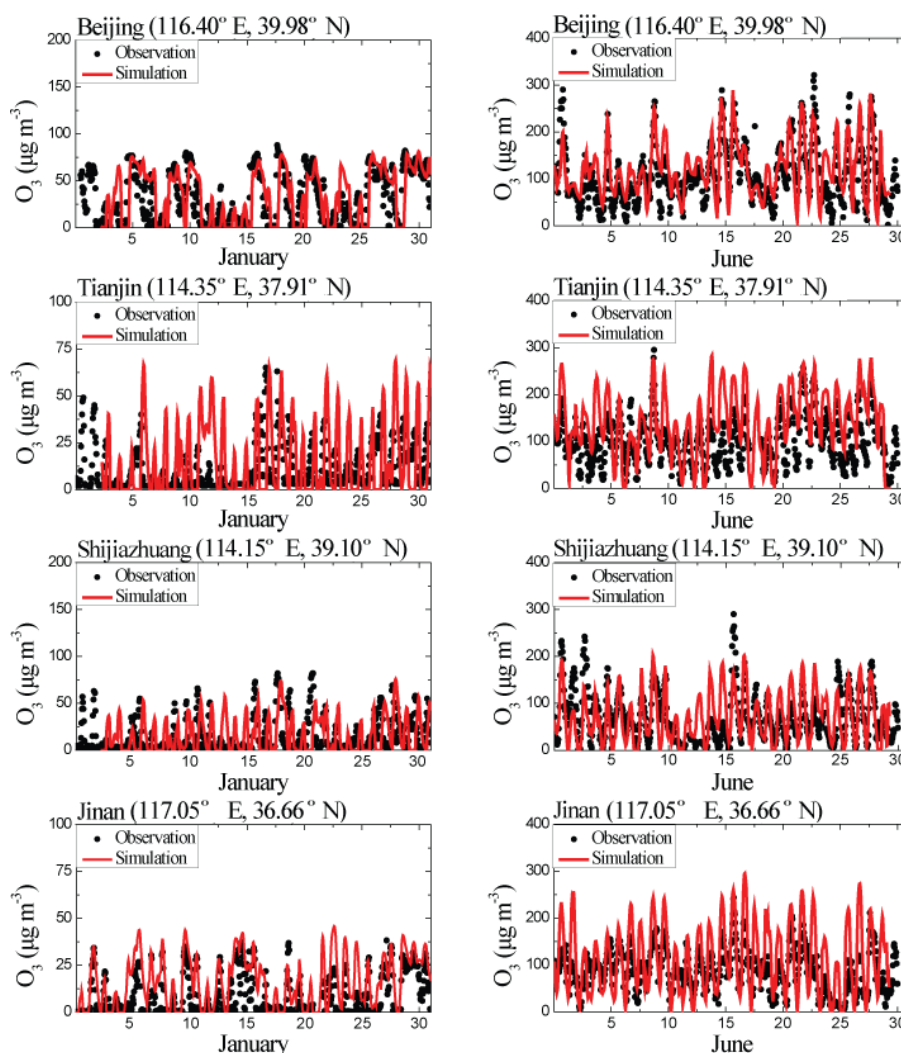 Beijing (116.40° E, 39.98° N)
200
150
100
50
0
O₃ (μg m⁻³)
Observation
Simulation
5 10 15 20 25 30
January
Beijing (116.40° E, 39.98° N)
400
300
200
100
0
O₃ (μg m⁻³)
Observation
Simulation
0 5 10 15 20 25 30
June
Tianjin (114.35° E, 37.91° N)
100
75
50
25
0
O₃ (μg m⁻³)
Observation
Simulation
5 10 15 20 25 30
January
Tianjin (114.35° E, 37.91° N)
400
300
200
100
0
O₃ (μg m⁻³)
Observation
Simulation
0 5 10 15 20 25 30
June
Shijiazhuang (114.15° E, 39.10° N)
200
150
100
50
0
O₃ (μg m⁻³)
Observation
Simulation
5 10 15 20 25 30
January
Shijiazhuang (114.15° E, 39.10° N)
400
300
200
100
0
O₃ (μg m⁻³)
Observation
Simulation
0 5 10 15 20 25 30
June
Jinan (117.05° E, 36.66° N)
100
75
50
25
0
O₃ (μg m⁻³)
Observation
Simulation
5 10 15 20 25 30
January
Jinan (117.05° E, 36.66° N)
400
300
200
100
0
O₃ (μg m⁻³)
Observation
Simulation
0 5 10 15 20 25 30
June